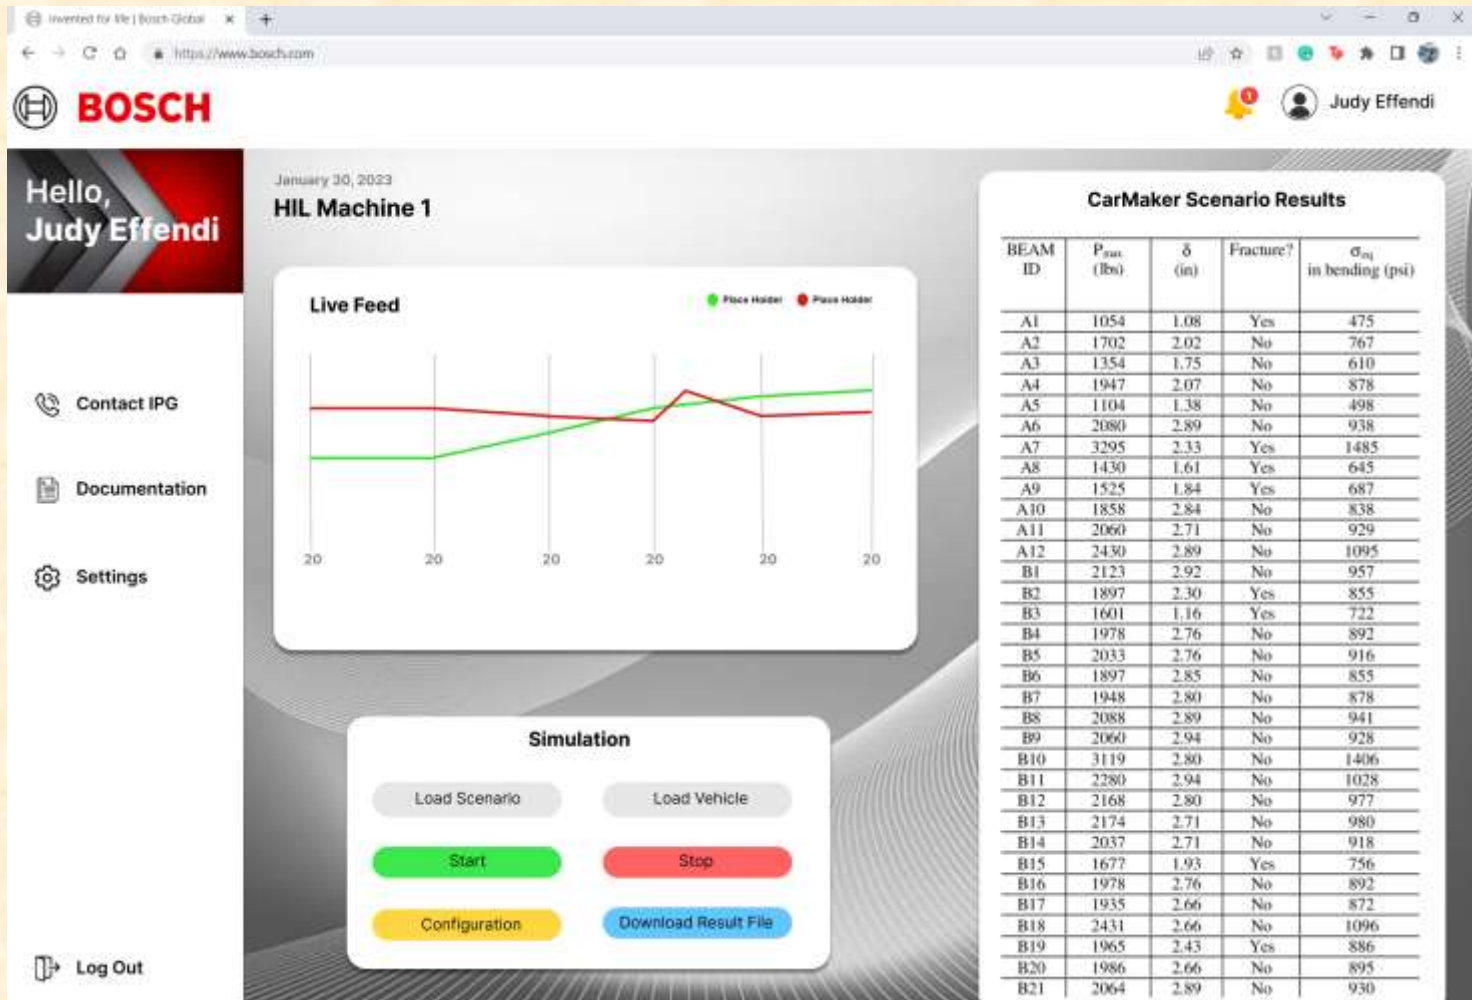 Invented for life | Bosch Global
https://www.bosch.com
BOSCH
1
Judy Effendi
Hello,
Judy Effendi
Contact IPG
Documentation
Settings
Log Out
January 30, 2023
HIL Machine 1
Live Feed
Place Holder Place Holder
20 20 20 20 20 20
Simulation
Load Scenario Load Vehicle
Start Stop
Configuration Download Result File
CarMaker Scenario Results
BEAM P max δ Fracture? σ eq
ID (lbs) (in) in bending (psi)
A1 1054 1.08 Yes 475
A2 1702 2.02 No 767
A3 1354 1.75 No 610
A4 1947 2.07 No 878
A5 1104 1.38 No 498
A6 2080 2.89 No 938
A7 3295 2.33 Yes 1485
A8 1430 1.61 Yes 645
A9 1525 1.84 Yes 687
A10 1858 2.84 No 838
A11 2060 2.71 No 929
A12 2430 2.89 No 1095
B1 2123 2.92 No 957
B2 1897 2.30 Yes 855
B3 1601 1.16 Yes 722
B4 1978 2.76 No 892
B5 2033 2.76 No 916
B6 1897 2.85 No 855
B7 1948 2.80 No 878
B8 2088 2.89 No 941
B9 2060 2.94 No 928
B10 3119 2.80 No 1406
B11 2280 2.94 No 1028
B12 2168 2.80 No 977
B13 2174 2.71 No 980
B14 2037 2.71 No 918
B15 1677 1.93 Yes 756
B16 1978 2.76 No 892
B17 1935 2.66 No 872
B18 2431 2.66 No 1096
B19 1965 2.43 Yes 886
B20 1986 2.66 No 895
B21 2064 2.89 No 930